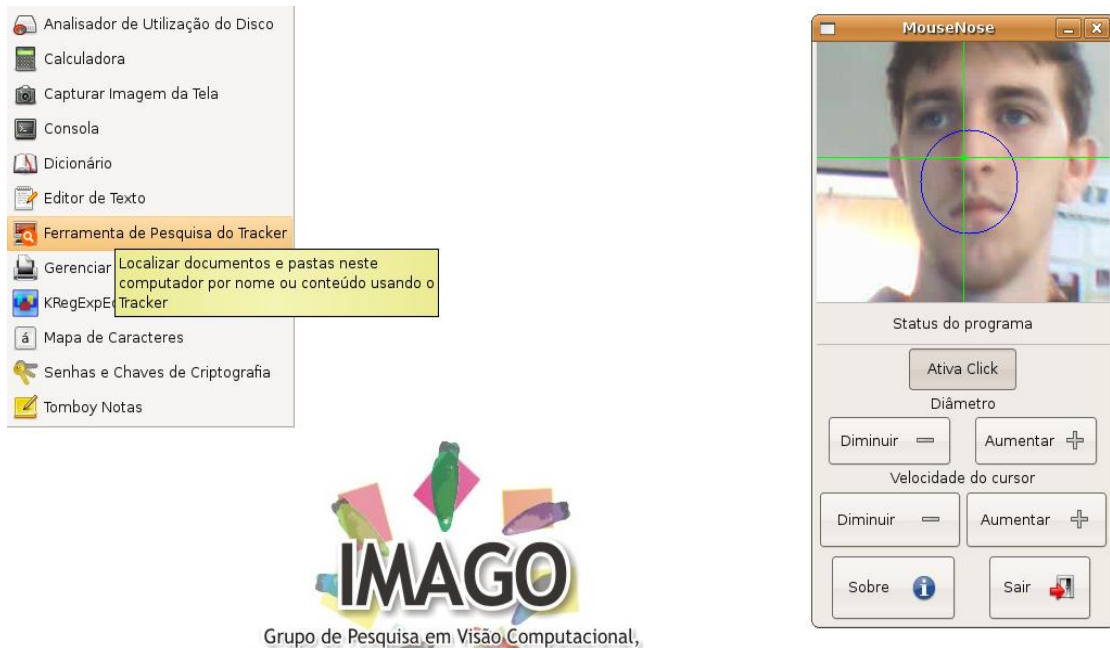 Analisador de Utilização do Disco
Calculadora
Capturar Imagem da Tela
Consola
Dicionário
Editor de Texto
Ferramenta de Pesquisa do Tracker
Gerenciar
Localizar documentos e pastas neste
computador por nome ou conteúdo usando o
Tracker
KRegExpE
Mapa de Caracteres
á
Senhas e Chaves de Criptografia
Tomboy Notas
IMAGO
Grupo de Pesquisa em Visão Computacional,
MouseNose
Status do programa
Ativa Click
Diâmetro
Diminuir
Aumentar
Velocidade do cursor
Diminuir
Aumentar
Sobre
Sair